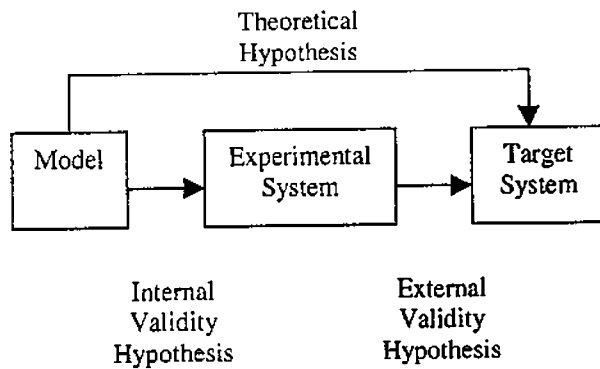 Theoretical
Hypothesis
Model
Experimental
System
Target
System
Internal
Validity
Hypothesis
External
Validity
Hypothesis